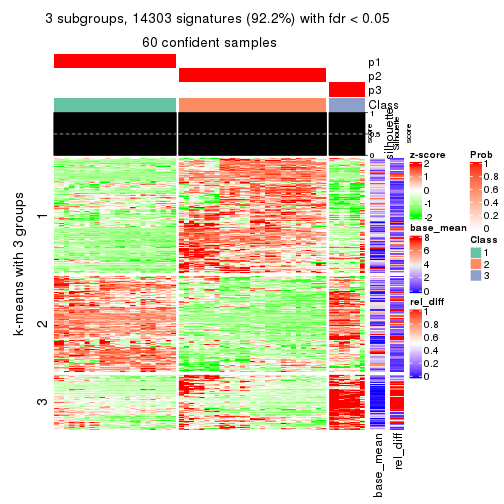 3 subgroups, 14303 signatures (92.2%) with fdr < 0.05
60 confident samples
p1
p2
p3
Class
1
0.5
0
silhouette
score
Silhouette
score
k-means with 3 groups
1
2
3
base_mean
rel_diff
z-score
2
1
0
-1
-2
base_mean
8
6
4
2
0
rel_diff
1
0.8
0.6
0.4
0.2
0
Prob
1
0.8
0.6
0.4
0.2
0
Class
1
2
3